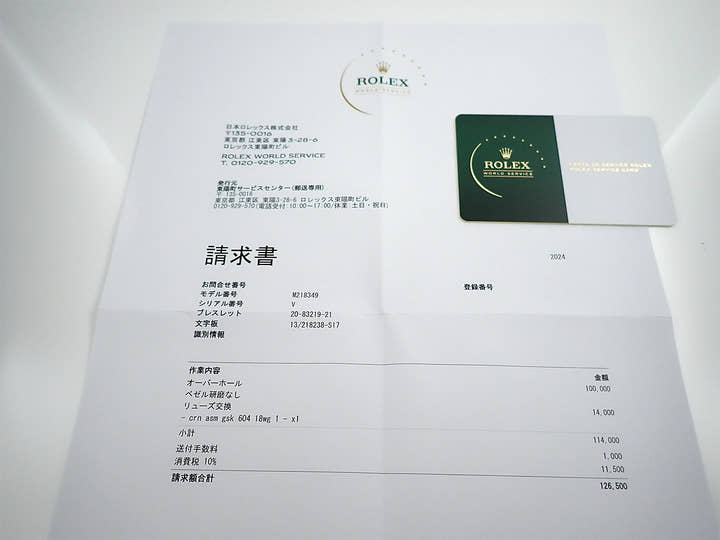 ROLEX
WORLD SERVICE
日本ロレックス株式会社
〒135-0016
東京都 江東区 東陽 3-28-6
ロレックス東陽町ビル
ROLEX WORLD SERVICE
T. 0120-929-570
発行元
東陽町サービスセンター(郵送専用)
〒 135-0016
東京都 江東区 東陽3-28-6 ロレックス東陽町ビル
0120-929-570(電話受付:10:00～17:00/休業:土日・祝料)
ROLEX
WORLD SERVICE
CARTE DE SERVICE ROLEX
ROLEX SERVICE CARD
請求書
2024
お問合せ番号
登録番号
モデル番号 M218349
シリアル番号 V
ブレスレット 20-83219-21
文字板 13/218238-S17
識別情報
作業内容 金額
オーバーホール 100,000
ベゼル研磨なし
リューズ交換 14,000
- crn asm gsk 604 18wg 1 - x1
小計 114,000
送付手数料 1,000
消費税 10% 11,500
請求額合計 126,500